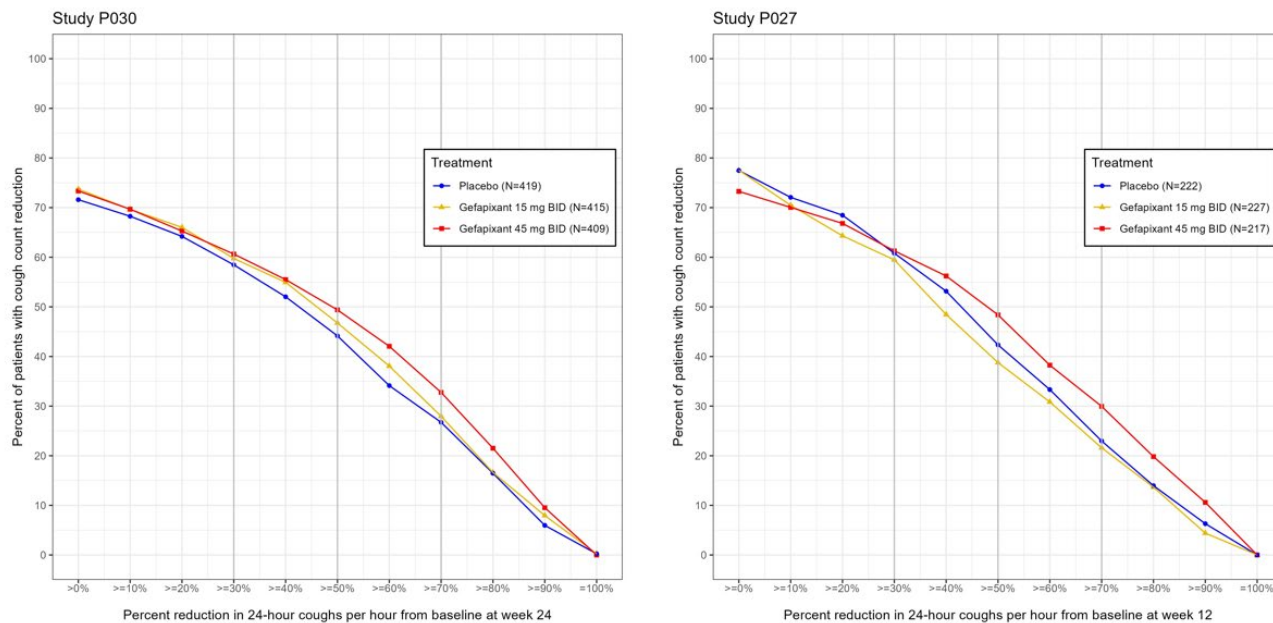 Study P030
Percent of patients with cough count reduction
100
90
80
70
60
50
40
30
20
10
0
Treatment
Placebo (N=419)
Gefapixant 15 mg BID (N=415)
Gefapixant 45 mg BID (N=409)
>0% >=10% >=20% >=30% >=40% >=50% >=60% >=70% >=80% >=90% =100%
Percent reduction in 24-hour coughs per hour from baseline at week 24
Study P027
Percent of patients with cough count reduction
100
90
80
70
60
50
40
30
20
10
0
Treatment
Placebo (N=222)
Gefapixant 15 mg BID (N=227)
Gefapixant 45 mg BID (N=217)
>=0% >=10% >=20% >=30% >=40% >=50% >=60% >=70% >=80% >=90% =100%
Percent reduction in 24-hour coughs per hour from baseline at week 12